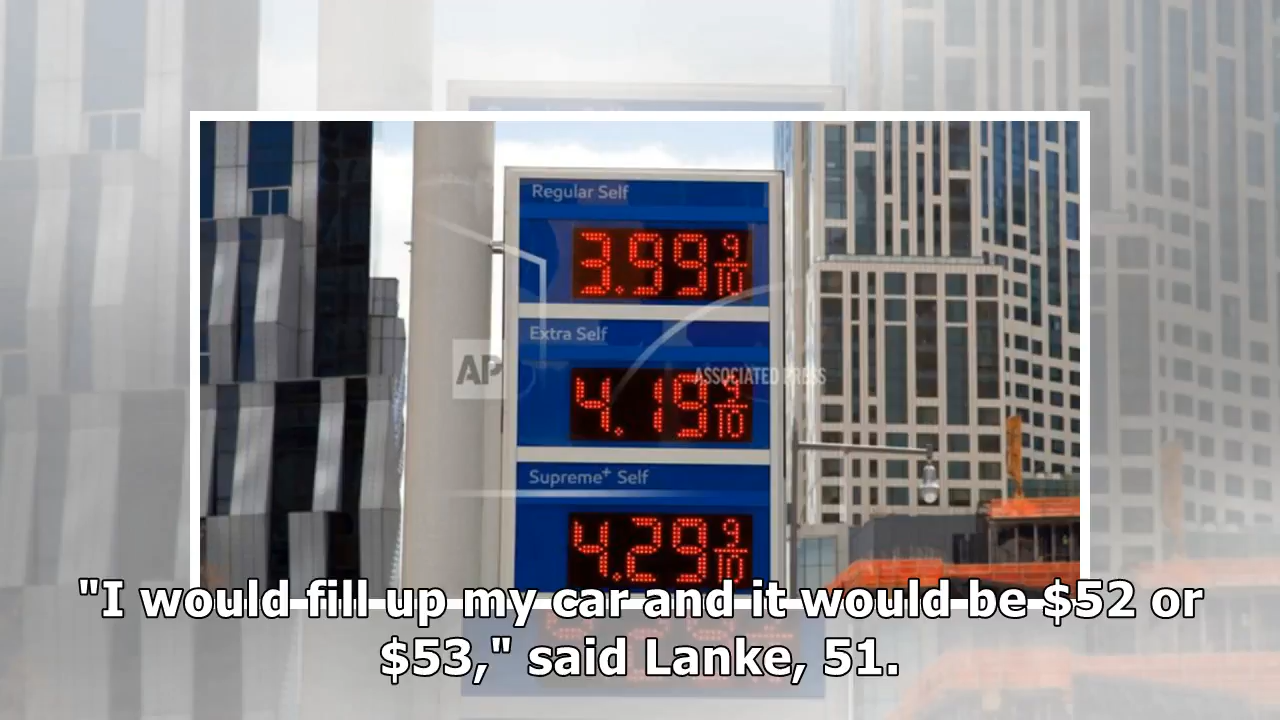 Regular Self
3.99 9/10
Extra Self
AP
ASSOCIATED PRESS
4.19 9/10
Supreme+ Self
4.29 9/10
"I would fill up my car and it would be $52 or
$53," said Lanke, 51.